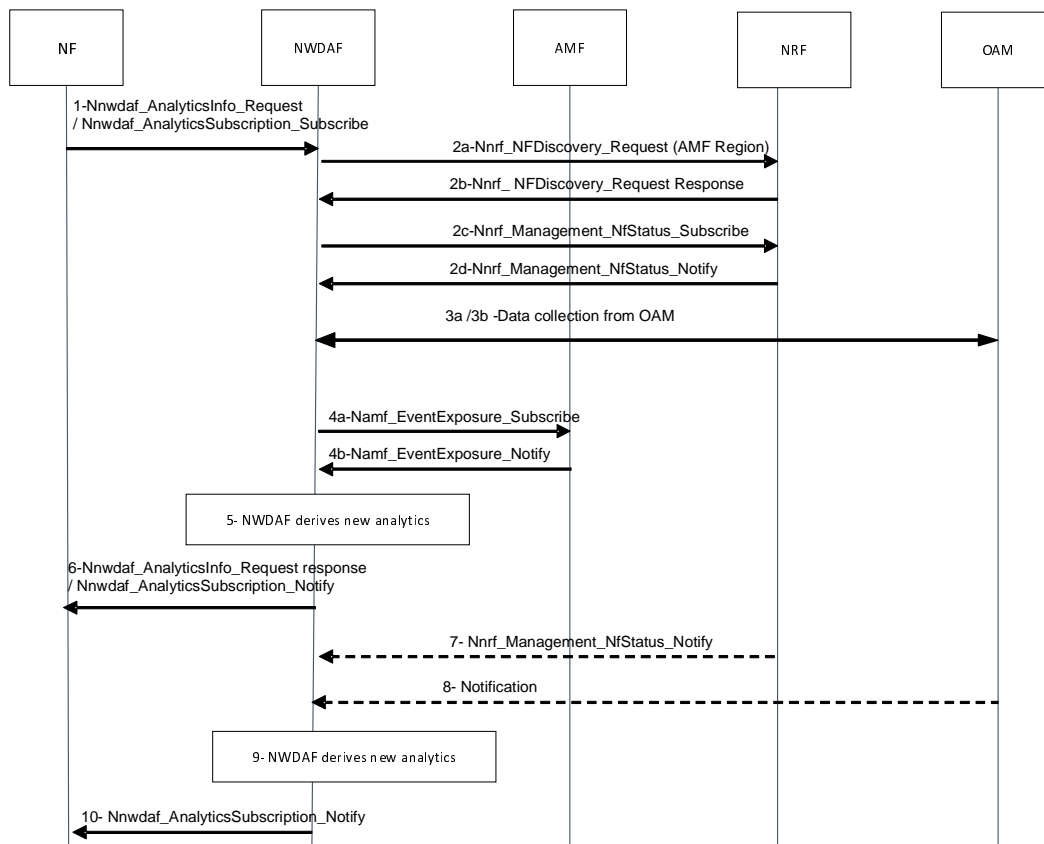 NF
NWDAF
AMF
NRF
OAM
1-Nnwdaf_AnalyticsInfo_Request
/ Nnwdaf_AnalyticsSubscription_Subscribe
2a-Nnrf_NFDiscovery_Request (AMF Region)
2b-Nnrf_ NFDiscovery_Request Response
2c-Nnrf_Management_NfStatus_Subscribe
2d-Nnrf_Management_NfStatus_Notify
3a /3b -Data collection from OAM
4a-Namf_EventExposure_Subscribe
4b-Namf_EventExposure_Notify
5- NWDAF derives new analytics
6-Nnwdaf_AnalyticsInfo_Request response
/ Nnwdaf_AnalyticsSubscription_Notify
7- Nnrf_Management_NfStatus_Notify
8- Notification
9- NWDAF derives new analytics
10- Nnwdaf_AnalyticsSubscription_Notify